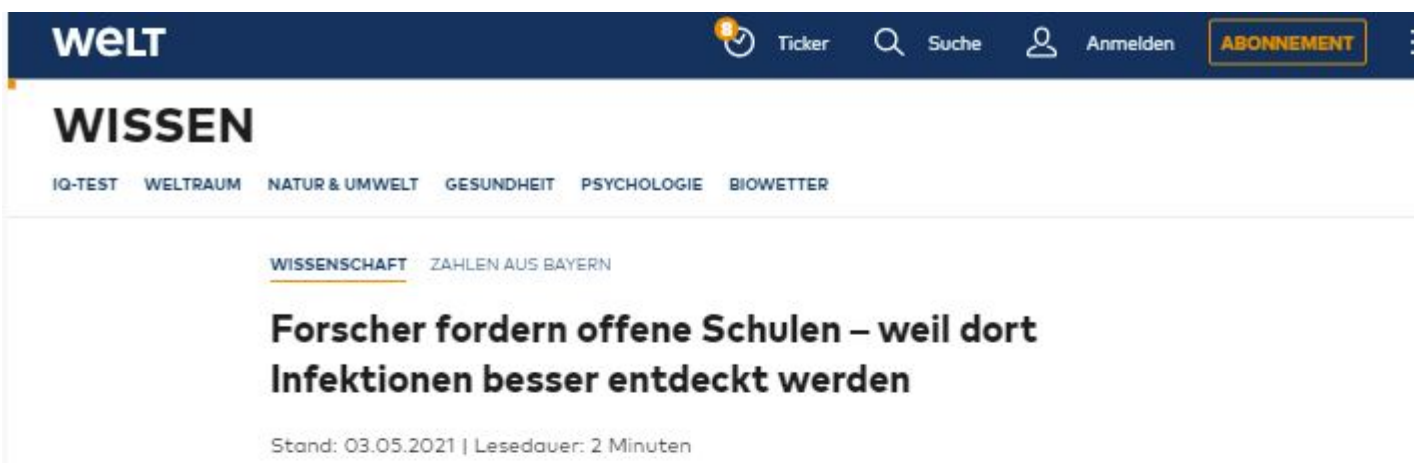 WELT
8 Ticker Suche Anmelden ABONNEMENT
WISSEN
IQ-TEST WELTRAUM NATUR & UMWELT GESUNDHEIT PSYCHOLOGIE BIOWETTER
WISSENSCHAFT ZAHLEN AUS BAYERN
Forscher fordern offene Schulen – weil dort
Infektionen besser entdeckt werden
Stand: 03.05.2021 | Lesedauer: 2 Minuten